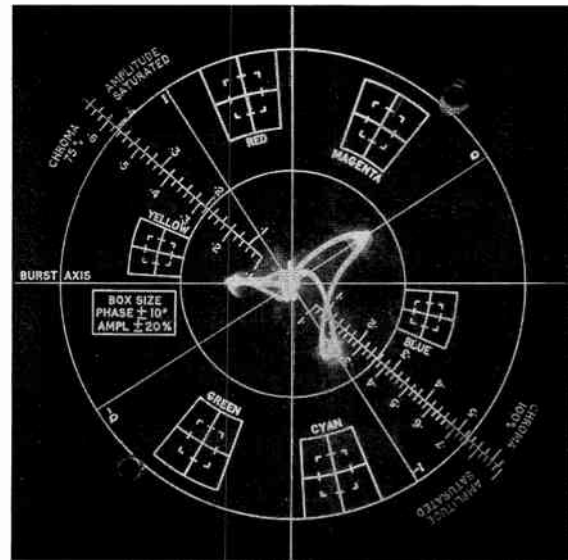 AMPLITUDE
SATURATED
CHROMA
75%
I
RED
MAGENTA
Q
YELLOW
BURST AXIS
BOX SIZE
PHASE ±10°
AMPL ±20%
BLUE
GREEN
CYAN
-Q
-I
CHROMA
100%
AMPLITUDE
SATURATED